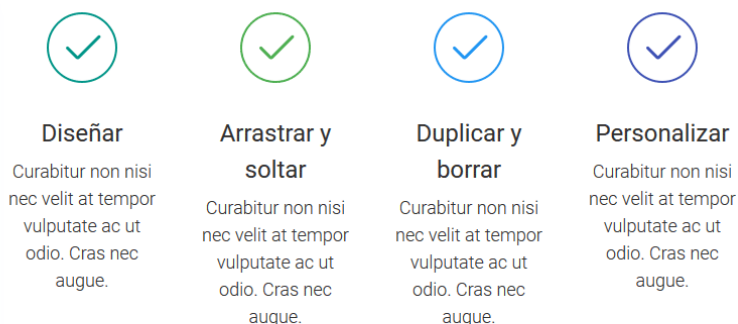 Diseñar
Curabitur non nisi
nec velit at tempor
vulputate ac ut
odio. Cras nec
augue.
Arrastrar y
soltar
Curabitur non nisi
nec velit at tempor
vulputate ac ut
odio. Cras nec
augue.
Duplicar y
borrar
Curabitur non nisi
nec velit at tempor
vulputate ac ut
odio. Cras nec
augue.
Personalizar
Curabitur non nisi
nec velit at tempor
vulputate ac ut
odio. Cras nec
augue.